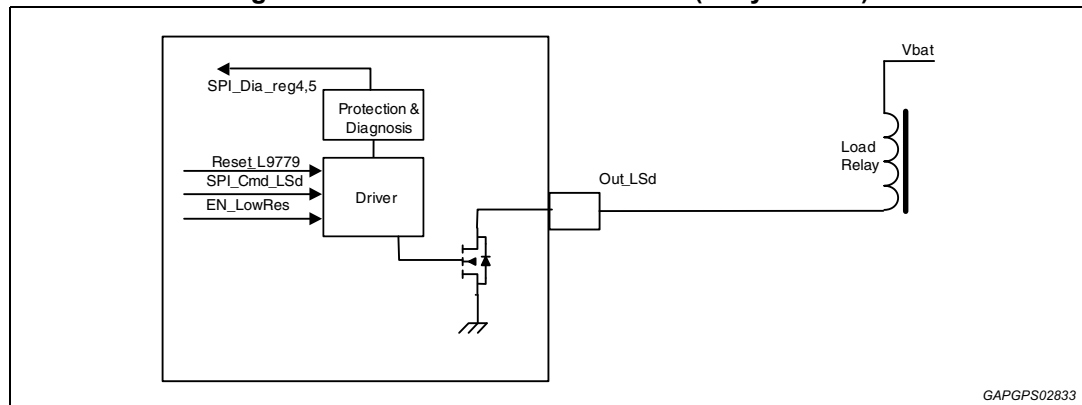 Vbat
SPI_Dia_reg4,5
Protection &
Diagnosis
Load
Relay
Reset_L9779
SPI_Cmd_LSd
EN_LowRes
Driver
Out_LSd
GAPGPS02833